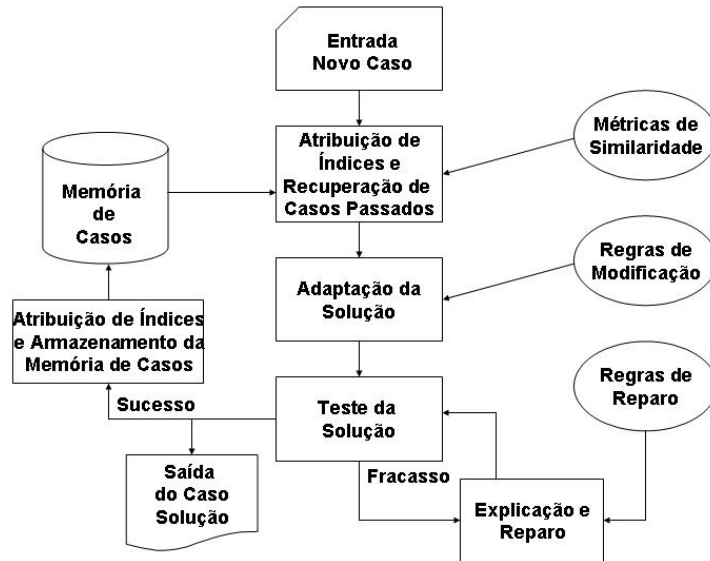 Entrada
Novo Caso
Atribuição de
Índices e
Recuperação de
Casos Passados
Métricas de
Similaridade
Memória
de
Casos
Regras de
Modificação
Adaptação da
Solução
Atribuição de Índices
e Armazenamento da
Memória de Casos
Regras de
Reparo
Sucesso
Teste da
Solução
Saída
do Caso
Solução
Fracasso
Explicação e
Reparo